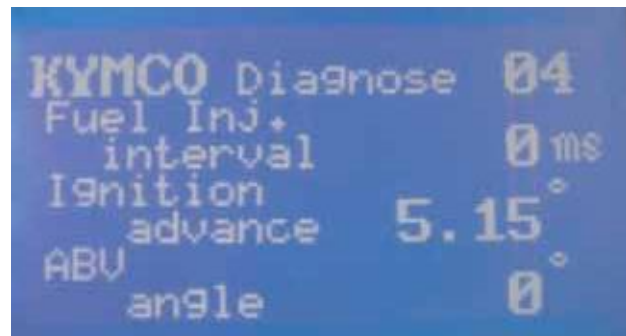 KYMCO Diagnose 04
Fuel Inj.
interval 0 ms
Ignition
advance 5.15°
ABV
angle 0°